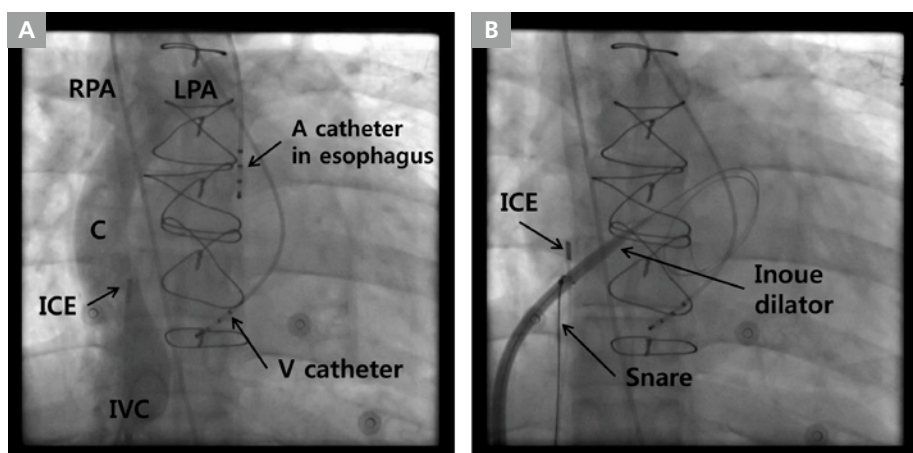 A
RPA
LPA
A catheter
in esophagus
C
ICE
V catheter
IVC
B
ICE
Inoue
dilator
Snare